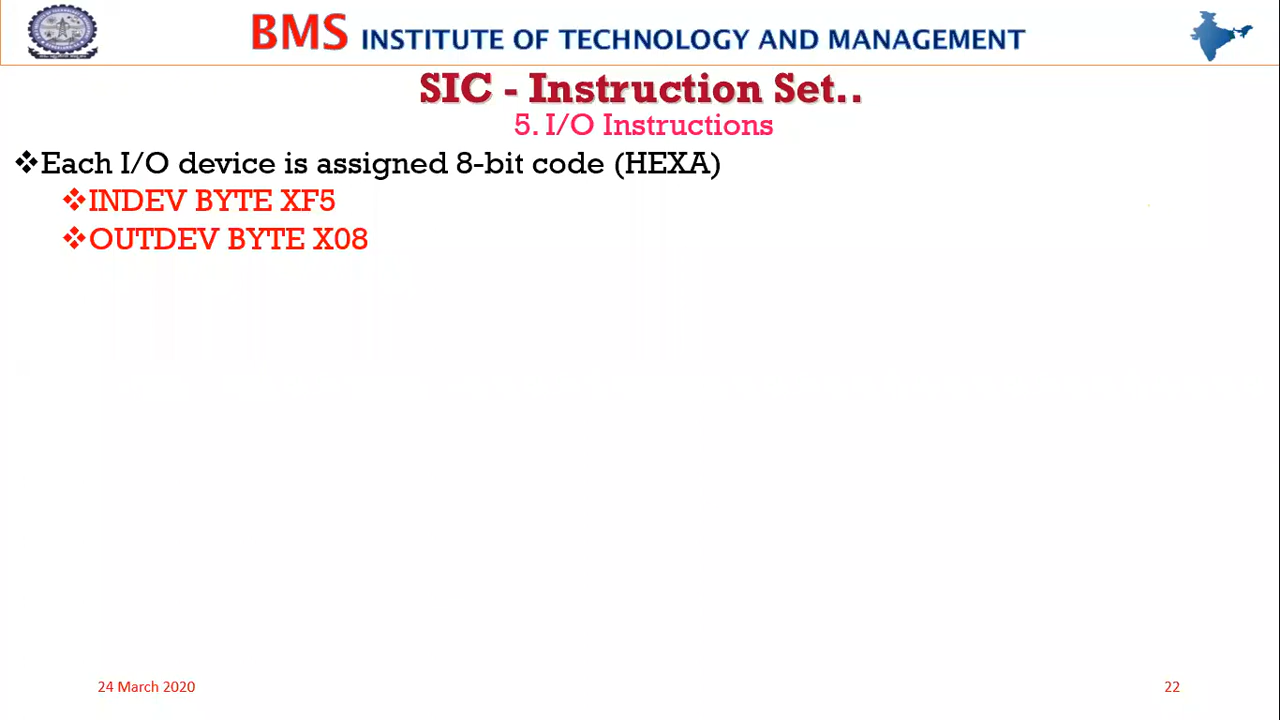 BMS INSTITUTE OF TECHNOLOGY AND MANAGEMENT
SIC - Instruction Set..
5. I/O Instructions
❖Each I/O device is assigned 8-bit code (HEXA)
❖INDEV BYTE XF5
❖OUTDEV BYTE X08
24 March 2020
22